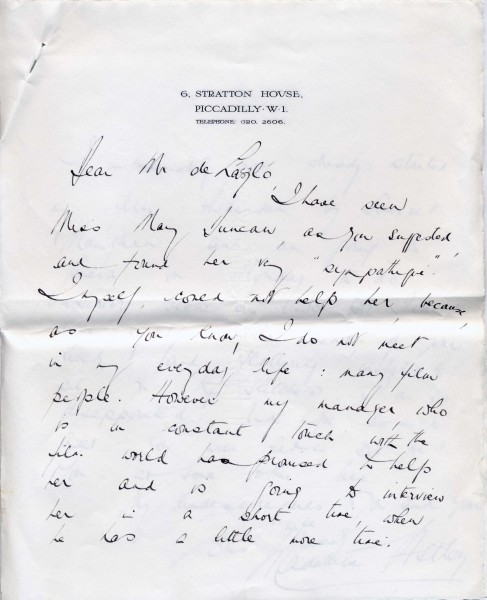 6, STRATTON HOUSE,
PICCADILLY·W·1.
TELEPHONE: GRO. 2606.
Dear Mr de László,
I have seen
Miss Mary Duncan as you suggested
and found her very "sympathique".
I myself, could not help her, because,
as you know, I do not meet
in my everyday life : many film
people. However my manager, who
is in constant touch with the
film world has promised to help
her and is going to interview
her in a short time, when
he has a little more time.